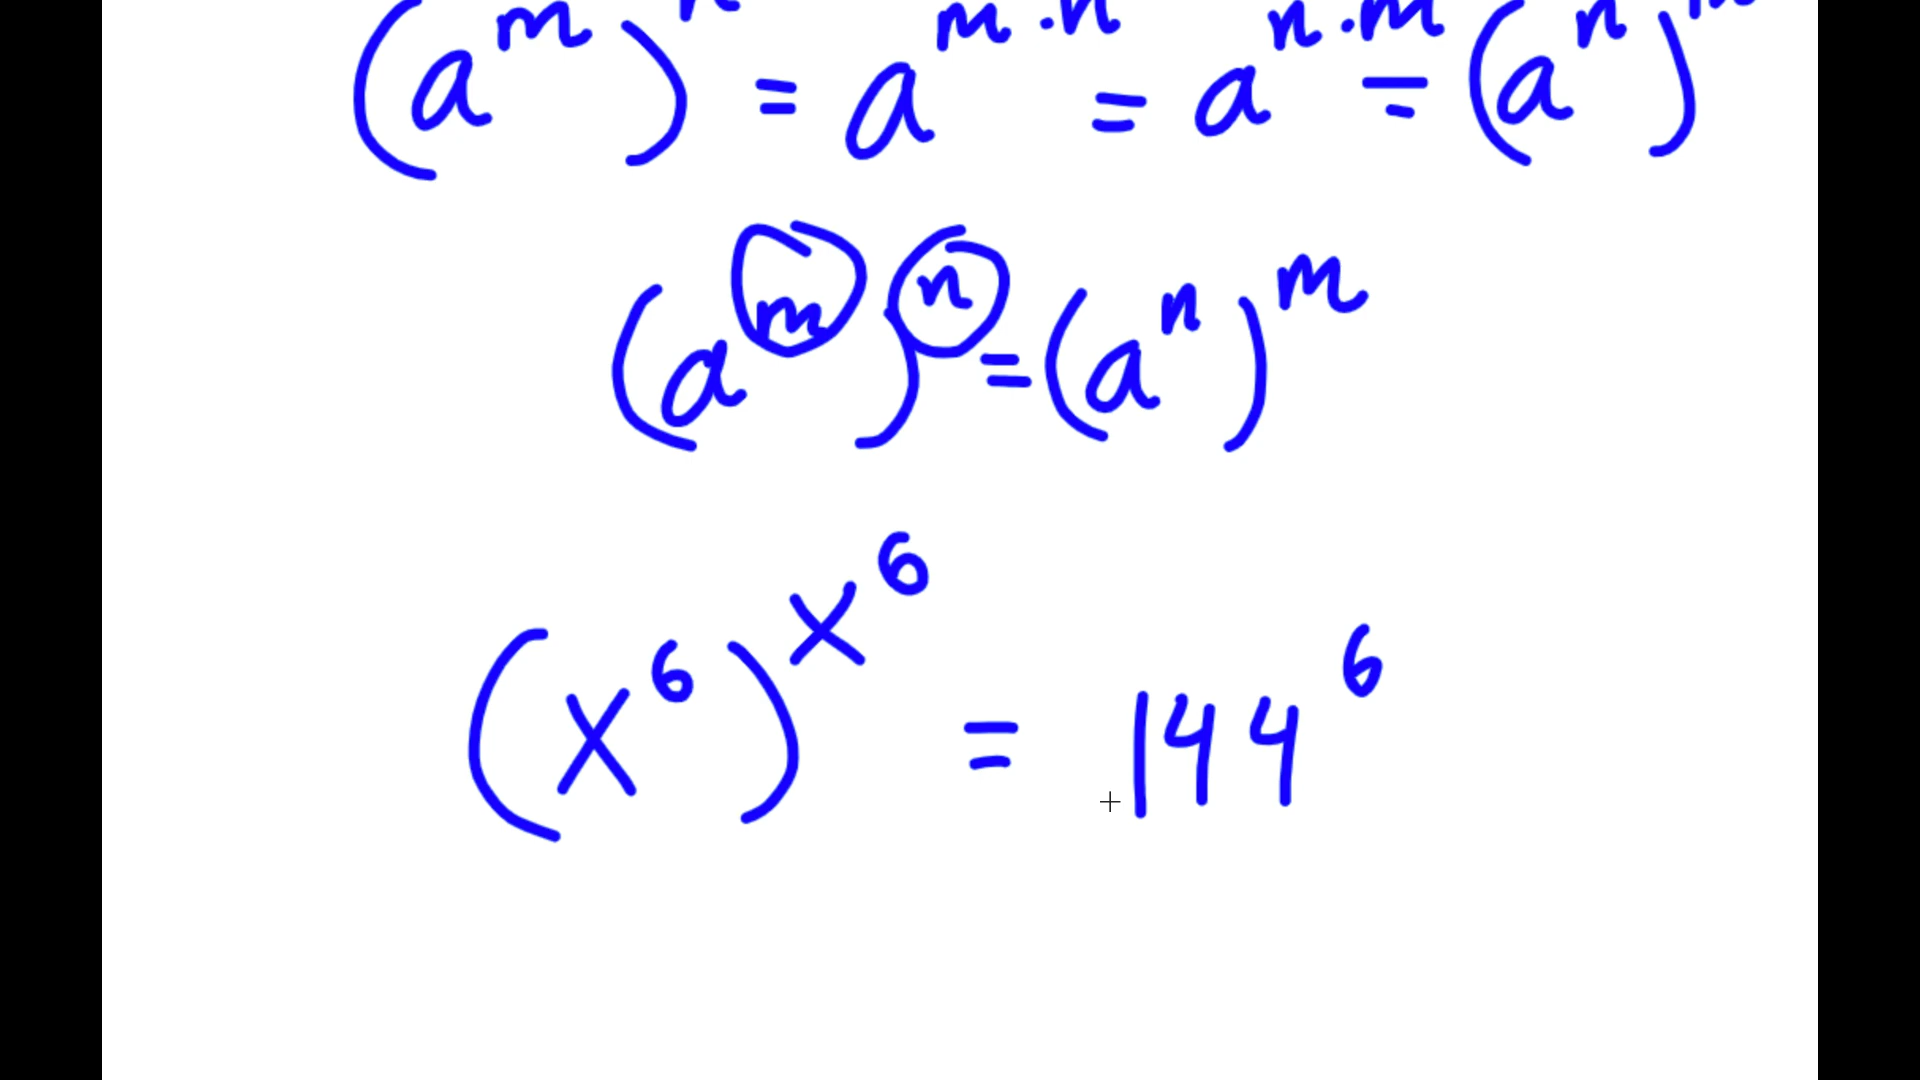 (a^m)^n = a^{m·n} = a^{n·m} = (a^n)^m
(a^m)^n = (a^n)^m
(x^6)^{x^6} = 144^6